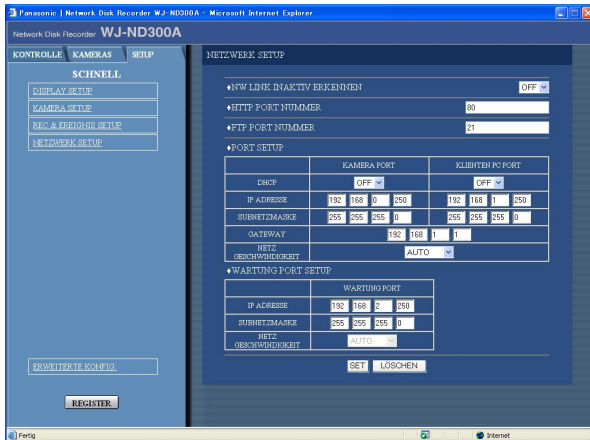 Panasonic | Network Disk Recorder WJ-ND300A - Microsoft Internet Explorer
Network Disk Recorder WJ-ND300A
KONTROLLE KAMERAS SETUP
NETZWERK SETUP
SCHNELL
DISPLAY SETUP
KAMERA SETUP
REC & EREIGNIS SETUP
NETZWERK SETUP
♦NW LINK INAKTIV ERKENNEN OFF
♦HTTP PORT NUMMER 80
♦FTP PORT NUMMER 21
♦PORT SETUP
KAMERA PORT KLIENTEN PC PORT
DHCP OFF OFF
IP ADRESSE 192 .168 .0 .250 192 .168 .1 .250
SUBNETZMASKE 255 .255 .255 .0 255 .255 .255 .0
GATEWAY 192 .168 .1 .1
NETZ
GESCHWINDIGKEIT AUTO
♦WARTUNG PORT SETUP
WARTUNG PORT
IP ADRESSE 192 .168 .2 .250
SUBNETZMASKE 255 .255 .255 .0
NETZ
GESCHWINDIGKEIT AUTO
SET LÖSCHEN
ERWEITERTE KONFIG.
REGISTER
Fertig Internet